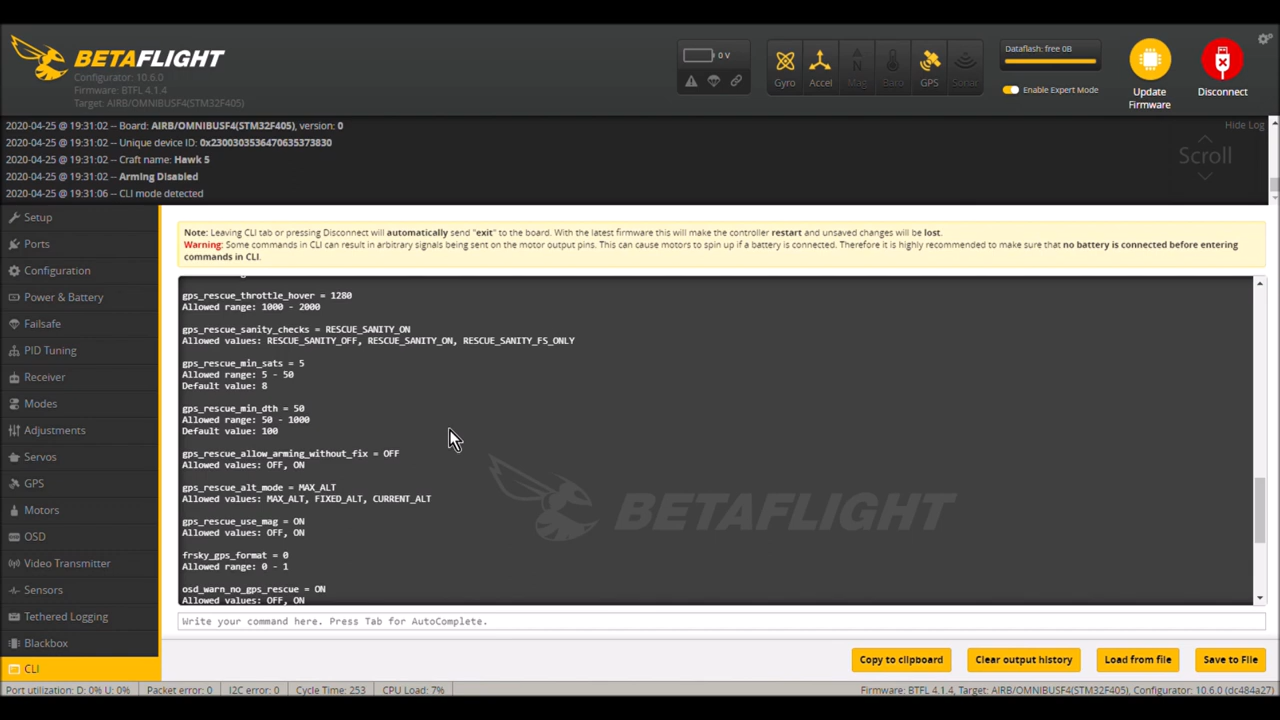 BETAFLIGHT
Configurator: 10.6.0
Firmware: BTFL 4.1.4
Target: AIRB/OMNIBUSF4(STM32F405)
0 V
Gyro
Accel
Mag
Baro
GPS
Sonar
Dataflash: free 0B
Enable Expert Mode
Update
Firmware
Disconnect
2020-04-25 @ 19:31:02 -- Board: AIRB/OMNIBUSF4(STM32F405), version: 0
2020-04-25 @ 19:31:02 -- Unique device ID: 0x2300303536470635373830
2020-04-25 @ 19:31:02 -- Craft name: Hawk 5
2020-04-25 @ 19:31:02 -- Arming Disabled
2020-04-25 @ 19:31:06 -- CLI mode detected
Hide Log
Scroll
Setup
Ports
Configuration
Power & Battery
Failsafe
PID Tuning
Receiver
Modes
Adjustments
Servos
GPS
Motors
OSD
Video Transmitter
Sensors
Tethered Logging
Blackbox
CLI
Note: Leaving CLI tab or pressing Disconnect will automatically send "exit" to the board. With the latest firmware this will make the controller restart and unsaved changes will be lost.
Warning: Some commands in CLI can result in arbitrary signals being sent on the motor output pins. This can cause motors to spin up if a battery is connected. Therefore it is highly recommended to make sure that no battery is connected before entering
commands in CLI.
gps_rescue_throttle_hover = 1280
Allowed range: 1000 - 2000
gps_rescue_sanity_checks = RESCUE_SANITY_ON
Allowed values: RESCUE_SANITY_OFF, RESCUE_SANITY_ON, RESCUE_SANITY_FS_ONLY
gps_rescue_min_sats = 5
Allowed range: 5 - 50
Default value: 8
gps_rescue_min_dth = 50
Allowed range: 50 - 1000
Default value: 100
gps_rescue_allow_arming_without_fix = OFF
Allowed values: OFF, ON
gps_rescue_alt_mode = MAX_ALT
Allowed values: MAX_ALT, FIXED_ALT, CURRENT_ALT
gps_rescue_use_mag = ON
Allowed values: OFF, ON
frsky_gps_format = 0
Allowed range: 0 - 1
osd_warn_no_gps_rescue = ON
Allowed values: OFF, ON
BETAFLIGHT
Write your command here. Press Tab for AutoComplete.
Copy to clipboard
Clear output history
Load from file
Save to File
Port utilization: D: 0% U: 0%
Packet error: 0
I2C error: 0
Cycle Time: 253
CPU Load: 7%
Firmware: BTFL 4.1.4, Target: AIRB/OMNIBUSF4(STM32F405), Configurator: 10.6.0 (dc484a27)